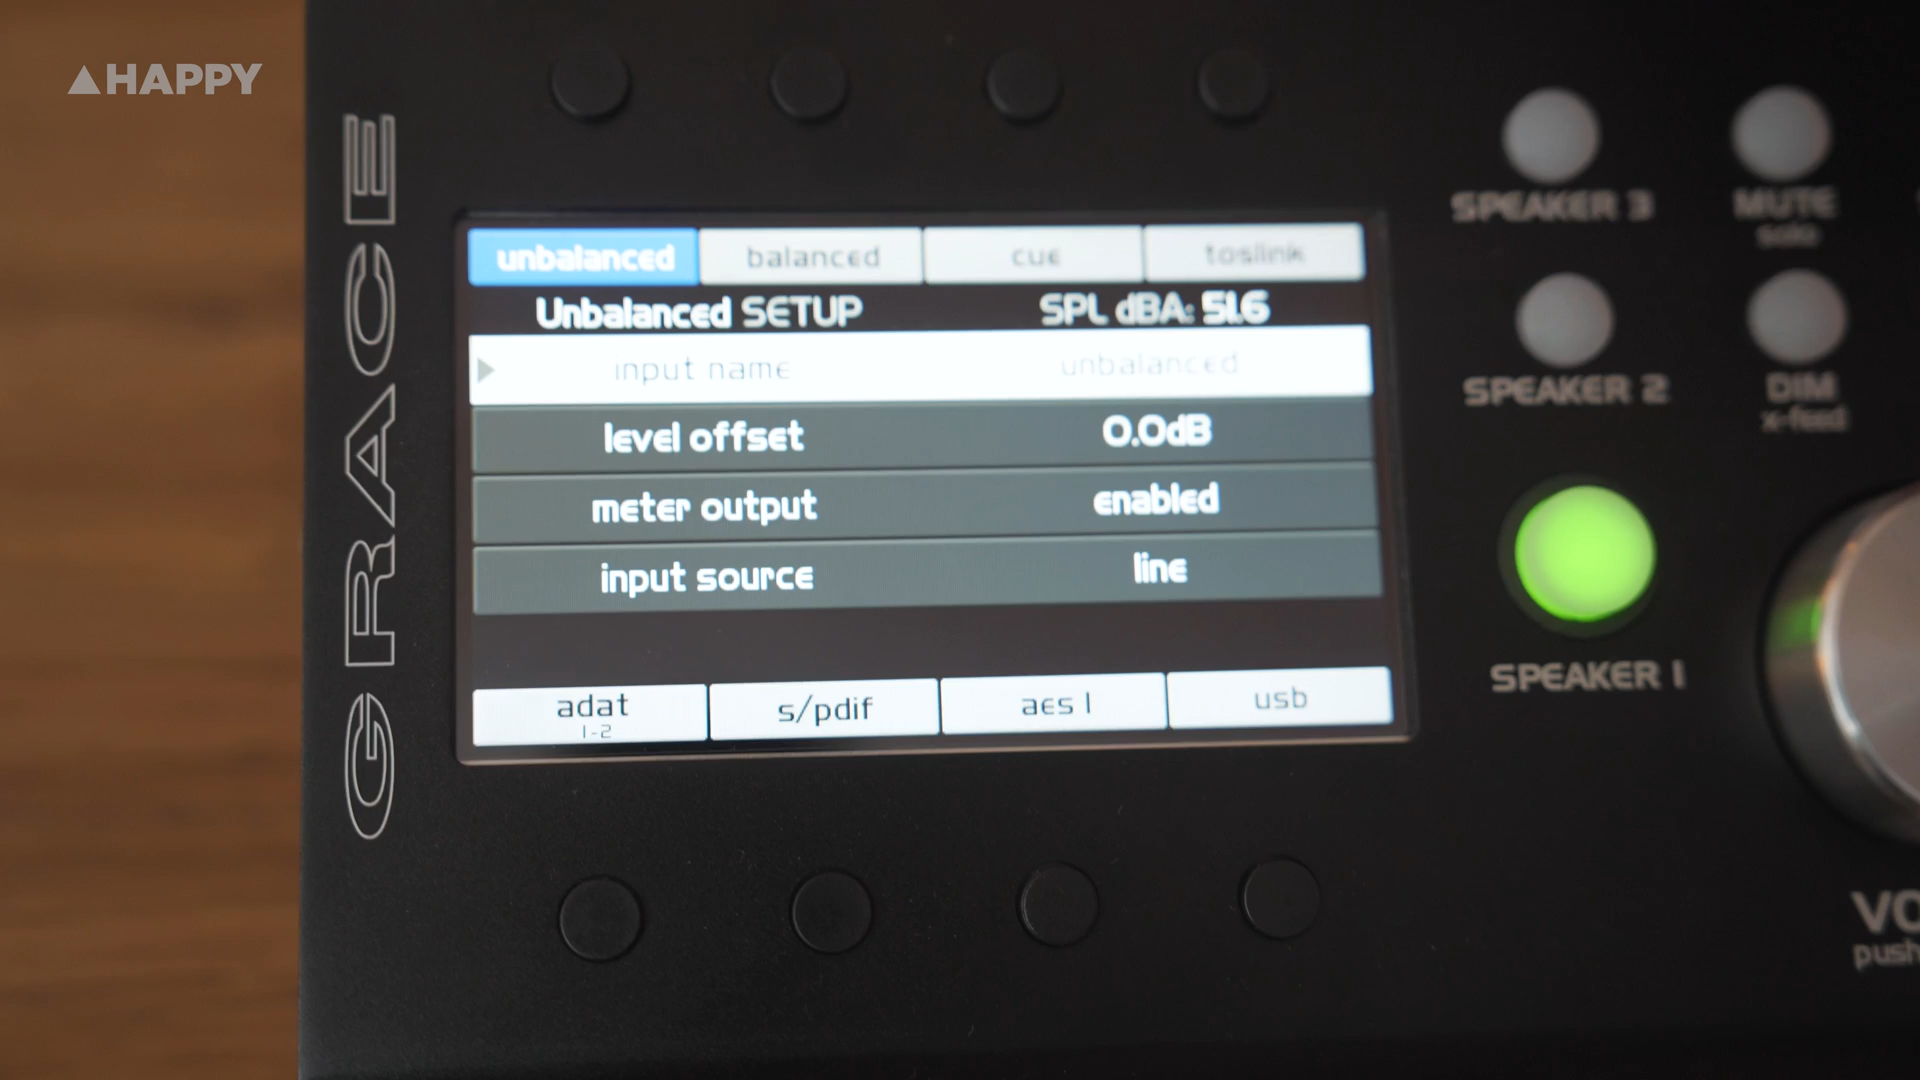 HAPPY
GRACE
unbalanced balanced cue toslink
Unbalanced SETUP SPL dBA: 51.6
input name unbalanced
level offset 0.0dB
meter output enabled
input source line
adat s/pdif aes 1 usb
1-2
SPEAKER 3 MUTE
solo
SPEAKER 2 DIM
x-feed
SPEAKER 1
VO
push